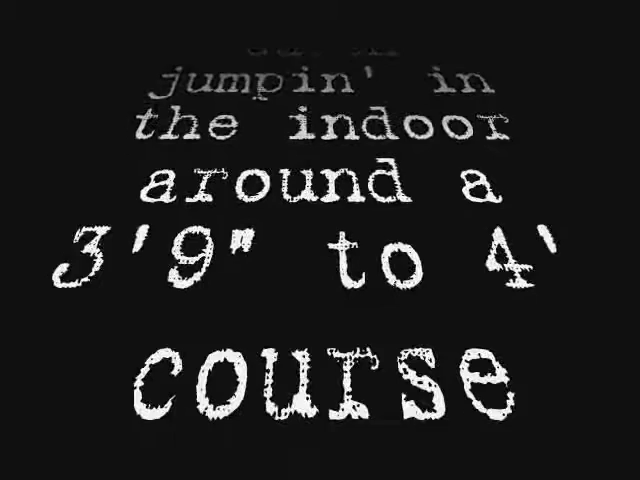 jumpin' in
the indoor
around a
3'9" to 4'
course